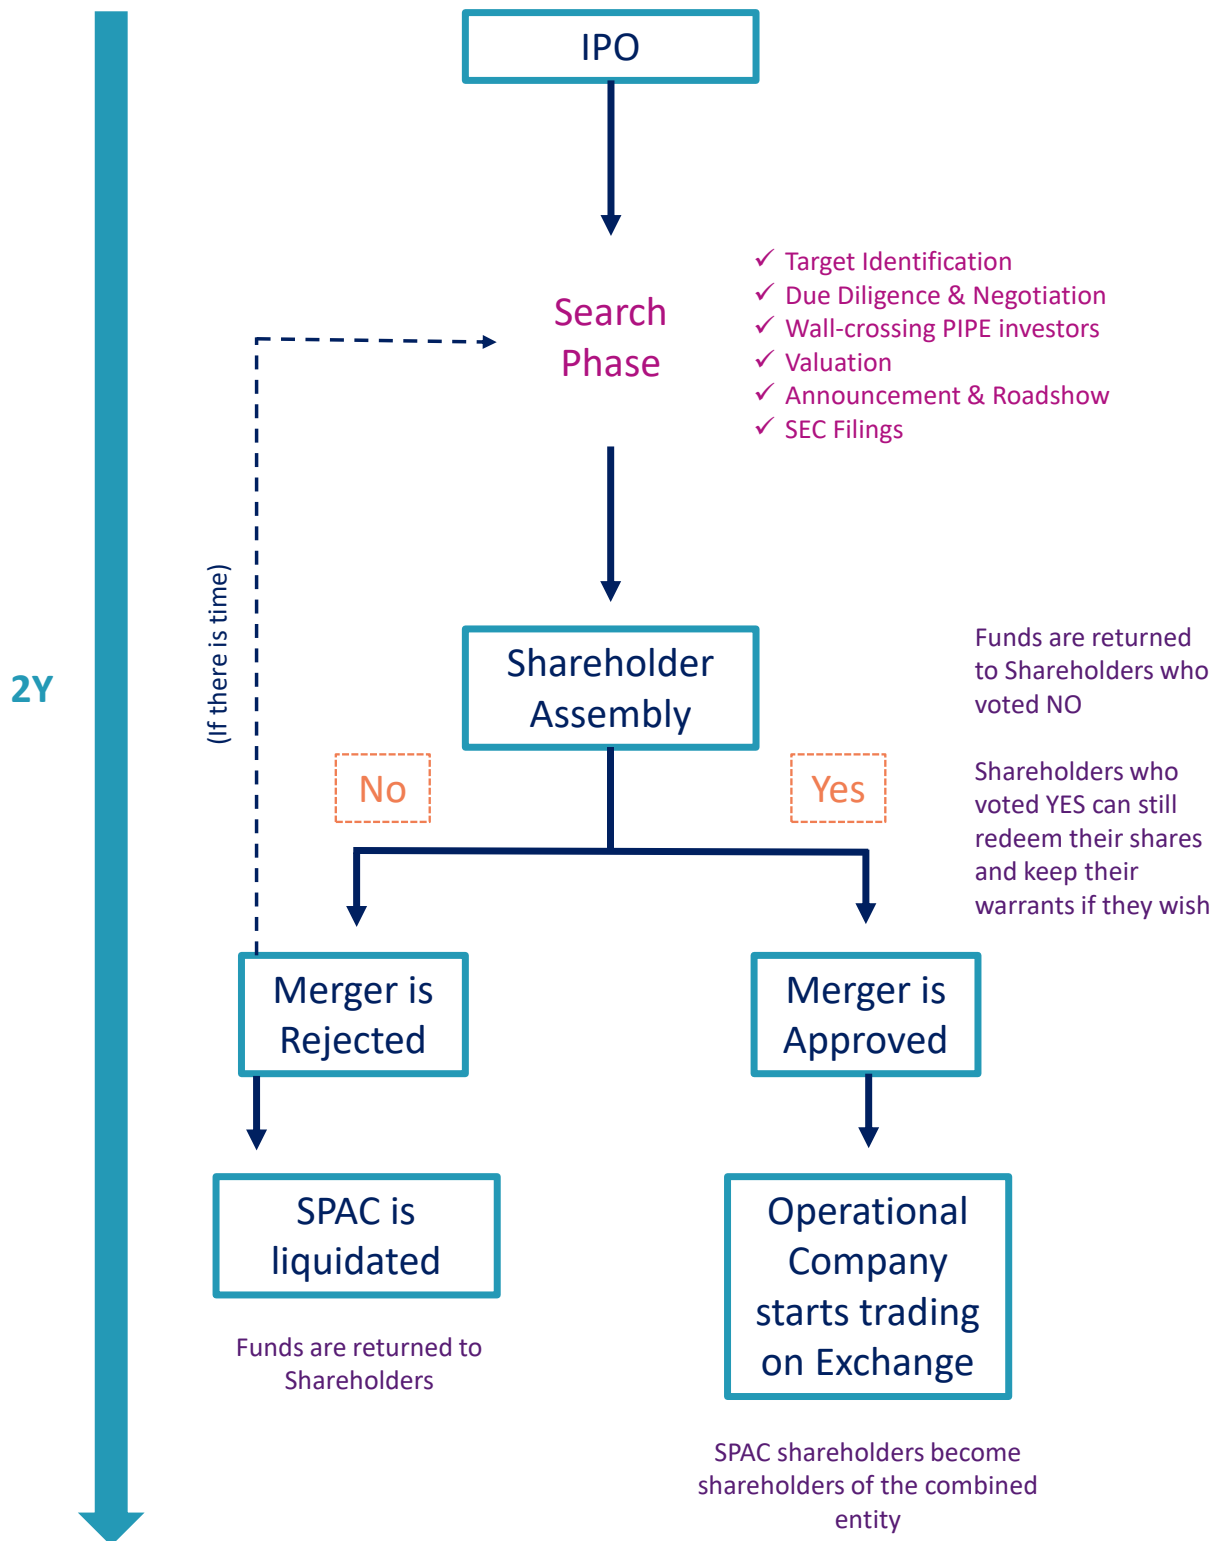 IPO
Search
Phase
✓ Target Identification
✓ Due Diligence & Negotiation
✓ Wall-crossing PIPE investors
✓ Valuation
✓ Announcement & Roadshow
✓ SEC Filings
(If there is time)
2Y
Shareholder
Assembly
Funds are returned
to Shareholders who
voted NO
No
Yes
Shareholders who
voted YES can still
redeem their shares
and keep their
warrants if they wish
Merger is
Rejected
Merger is
Approved
SPAC is
liquidated
Funds are returned to
Shareholders
Operational
Company
starts trading
on Exchange
SPAC shareholders become
shareholders of the combined
entity